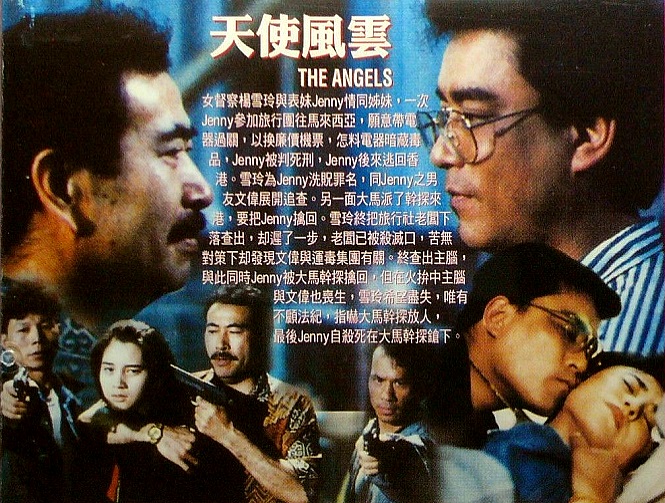 天使風雲
THE ANGELS
女督察楊雪玲與表妹Jenny情同姊妹，一次
Jenny參加旅行團往馬來西亞，願意帶電
器過關，以換廉價機票，怎料電器暗藏毒
品，Jenny被判死刑，Jenny後來逃回香
港。雪玲為Jenny洗脫罪名，同Jenny之男
友文偉展開追查。另一面大馬派了幹探來
港，要把Jenny擒回。雪玲終把旅行社老闆下
落查出，却遲了一步，老闆已被殺滅口，苦無
對策下却發現文偉與運毒集團有關。終查出主腦，
與此同時Jenny被大馬幹探擒回，但在火拚中主腦
與文偉也喪生，雪玲希望盡失，唯有
不顧法紀，指嚇大馬幹探放人，
最後Jenny自殺死在大馬幹探鎗下。